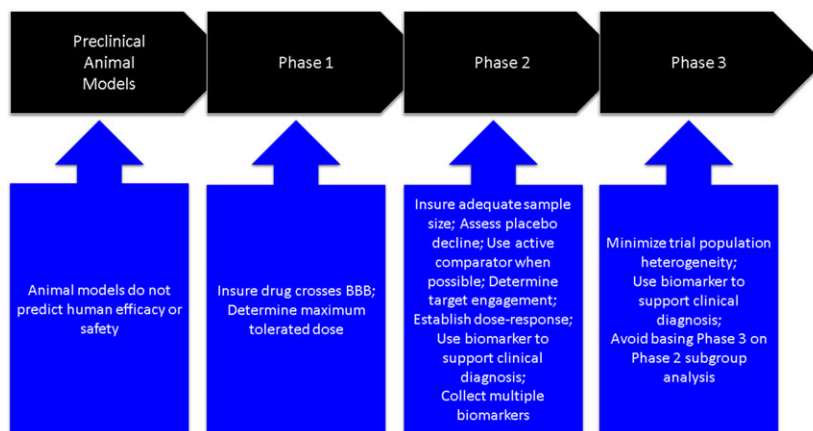 Preclinical
Animal
Models
Phase 1
Phase 2
Phase 3
Animal models do not
predict human efficacy or
safety
Insure drug crosses BBB;
Determine maximum
tolerated dose
Insure adequate sample
size; Assess placebo
decline; Use active
comparator when
possible; Determine
target engagement;
Establish dose-response;
Use biomarker to
support clinical
diagnosis;
Collect multiple
biomarkers
Minimize trial population
heterogeneity;
Use biomarker to
support clinical
diagnosis;
Avoid basing Phase 3 on
Phase 2 subgroup
analysis